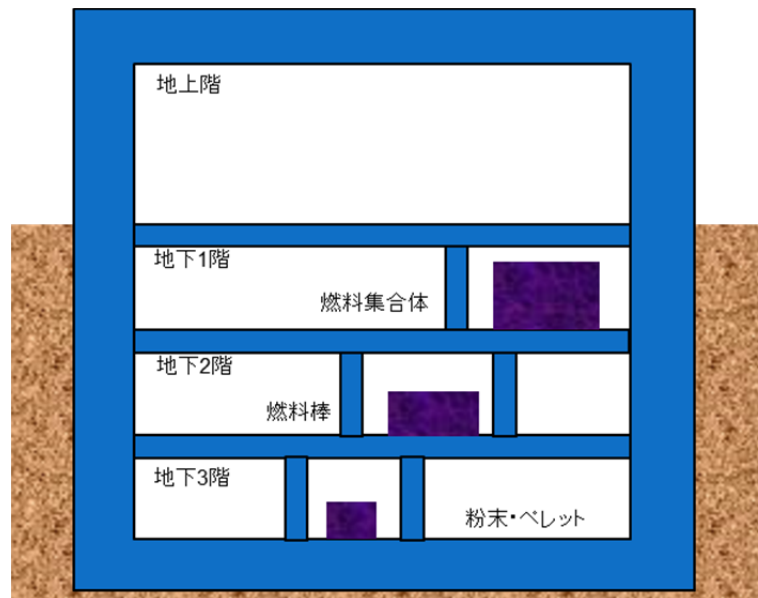 地上階
地下1階
燃料集合体
地下2階
燃料棒
地下3階
粉末・ペレット